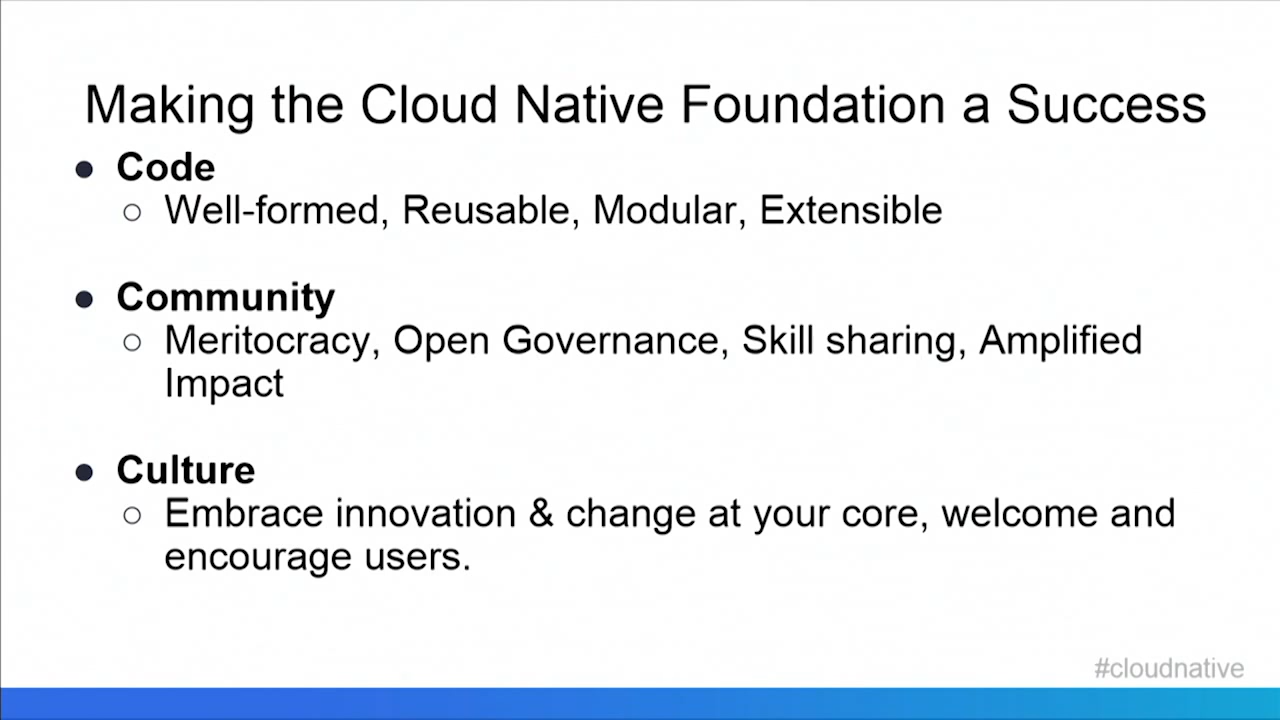 Making the Cloud Native Foundation a Success
● Code
○ Well-formed, Reusable, Modular, Extensible
● Community
○ Meritocracy, Open Governance, Skill sharing, Amplified
Impact
● Culture
○ Embrace innovation & change at your core, welcome and
encourage users.
#cloudnative